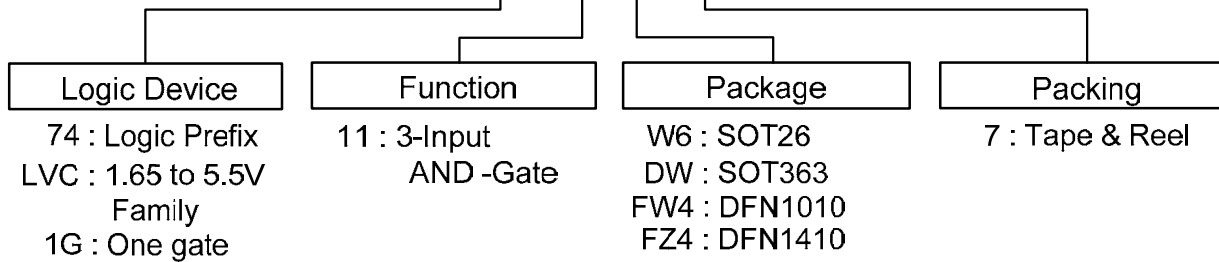 Logic Device
74 : Logic Prefix
LVC : 1.65 to 5.5V
Family
1G : One gate
Function
11 : 3-Input
AND -Gate
Package
W6 : SOT26
DW : SOT363
FW4 : DFN1010
FZ4 : DFN1410
Packing
7 : Tape & Reel